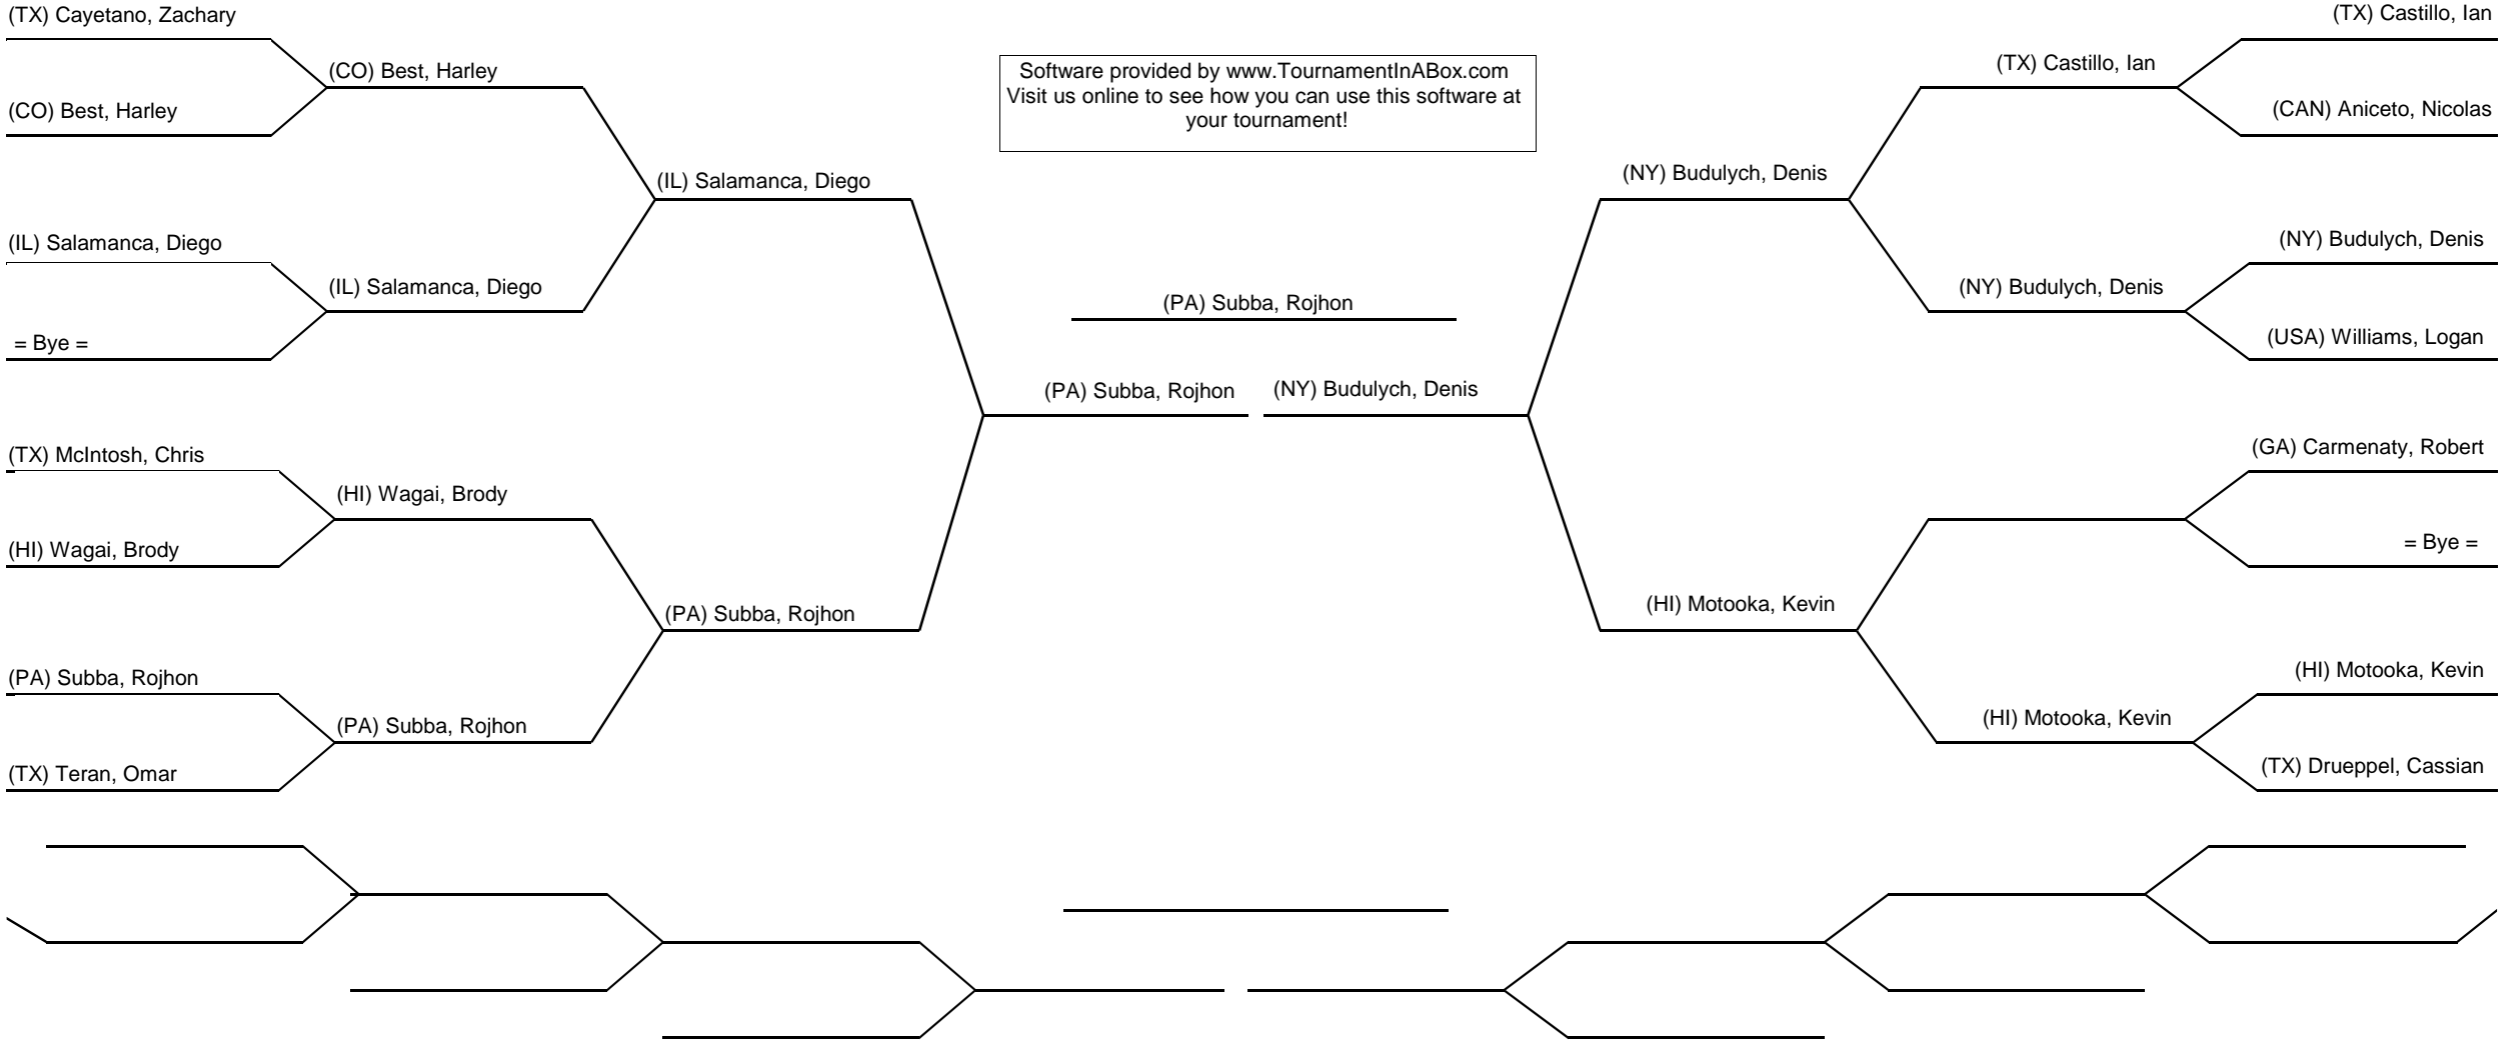 (TX) Cayetano, Zachary
(CO) Best, Harley
(CO) Best, Harley
(IL) Salamanca, Diego
(IL) Salamanca, Diego
(IL) Salamanca, Diego
= Bye =
(TX) McIntosh, Chris
(HI) Wagai, Brody
(HI) Wagai, Brody
(PA) Subba, Rojhon
(PA) Subba, Rojhon
(PA) Subba, Rojhon
(TX) Teran, Omar
Software provided by www.TournamentInABox.com
Visit us online to see how you can use this software at
your tournament!
(PA) Subba, Rojhon
(PA) Subba, Rojhon
(NY) Budulych, Denis
(TX) Castillo, Ian
(TX) Castillo, Ian
(CAN) Aniceto, Nicolas
(NY) Budulych, Denis
(NY) Budulych, Denis
(NY) Budulych, Denis
(USA) Williams, Logan
(GA) Carmenaty, Robert
= Bye =
(HI) Motooka, Kevin
(HI) Motooka, Kevin
(HI) Motooka, Kevin
(TX) Drueppel, Cassian